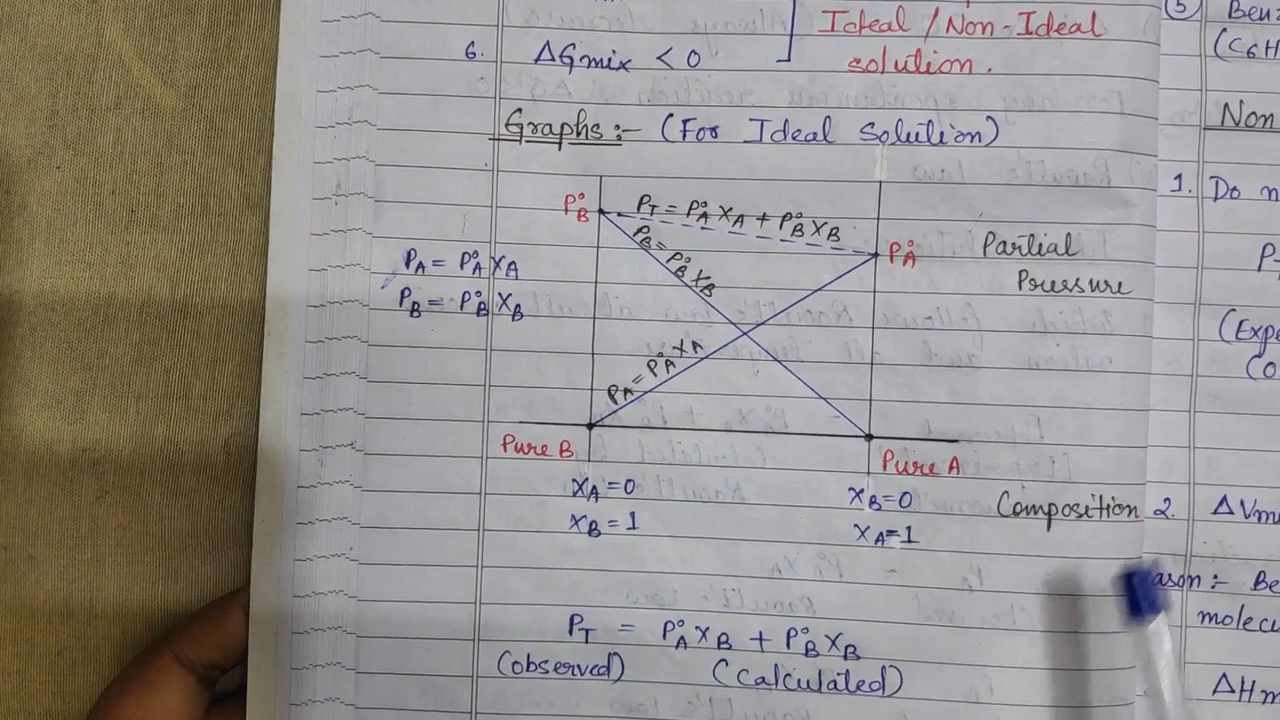 6. ΔGmix < 0 ] Ideal / Non-Ideal
solution.
Graphs :- (For Ideal Solution)
P°B
PT = P°A XA + P°B XB
PB = P°B XB
P°A
Partial
Pressure
PA = P°A XA
PB = P°B XB
PA = P°A XA
Pure B
Pure A
XA = 0
XB = 1
XB = 0
XA = 1
Composition
PT = P°A XB + P°B XB
(observed) (Calculated)
5
(C6H
Non
1. Do n
P
(Exp
2. ΔVm
ason :- Be
molecu
ΔHm